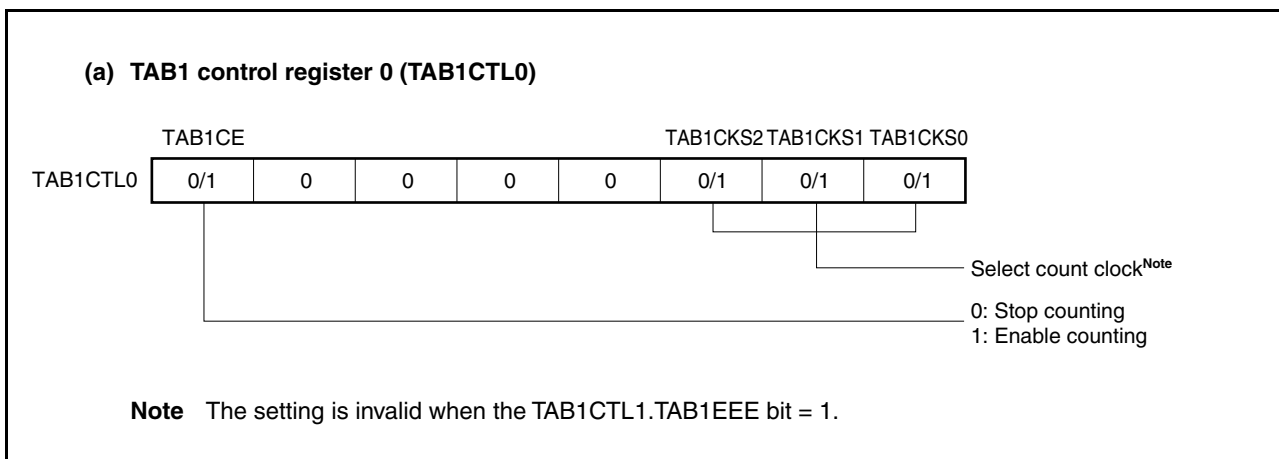 (a) TAB1 control register 0 (TAB1CTL0)
TAB1CE TAB1CKS2 TAB1CKS1 TAB1CKS0
TAB1CTL0 0/1 0 0 0 0 0/1 0/1 0/1
Select count clockNote
0: Stop counting
1: Enable counting
Note The setting is invalid when the TAB1CTL1.TAB1EEE bit = 1.